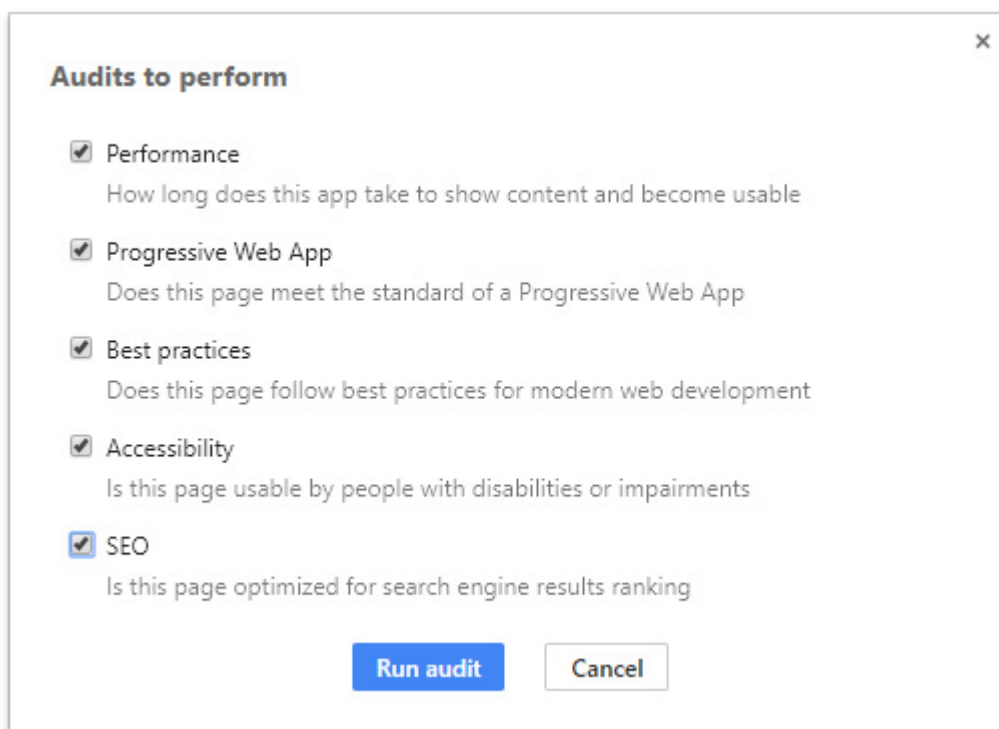 Audits to perform
Performance
How long does this app take to show content and become usable
Progressive Web App
Does this page meet the standard of a Progressive Web App
Best practices
Does this page follow best practices for modern web development
Accessibility
Is this page usable by people with disabilities or impairments
SEO
Is this page optimized for search engine results ranking
Run audit Cancel